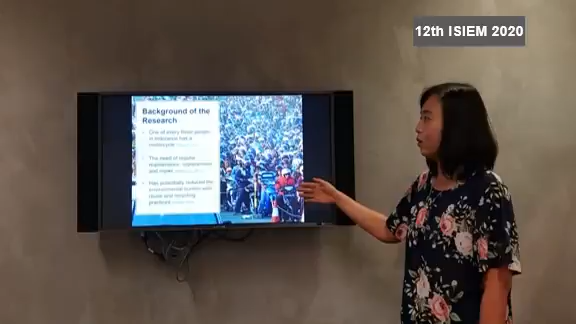 12th ISIEM 2020
Background of the
Research
One of every three people
in Indonesia has a
motorcycle
The need of regular
maintenance, replacement
and repair
Has potentially reduced the
environmental burden with
reuse and recycling
practices